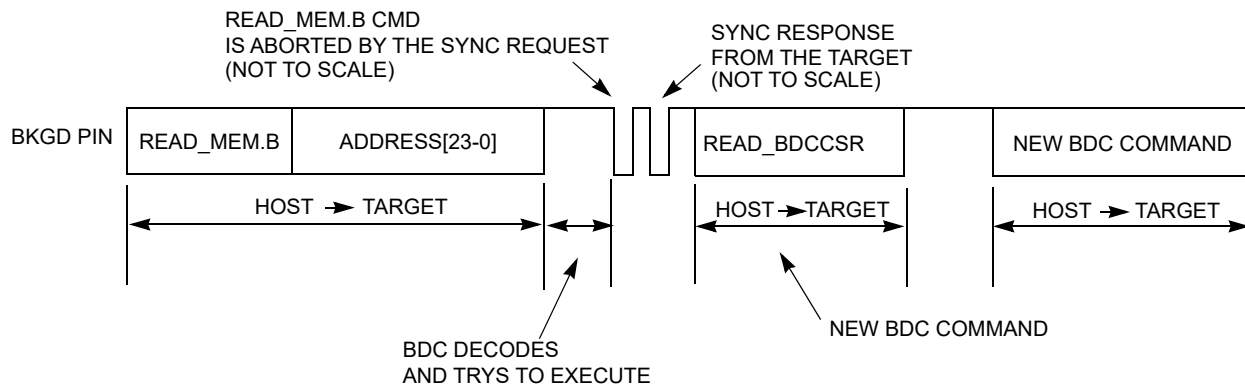 READ_MEM.B CMD
IS ABORTED BY THE SYNC REQUEST
(NOT TO SCALE)
SYNC RESPONSE
FROM THE TARGET
(NOT TO SCALE)
BKGD PIN
READ_MEM.B
ADDRESS[23-0]
READ_BDCCSR
NEW BDC COMMAND
HOST TARGET
HOST TARGET
HOST TARGET
BDC DECODES
AND TRYS TO EXECUTE
NEW BDC COMMAND